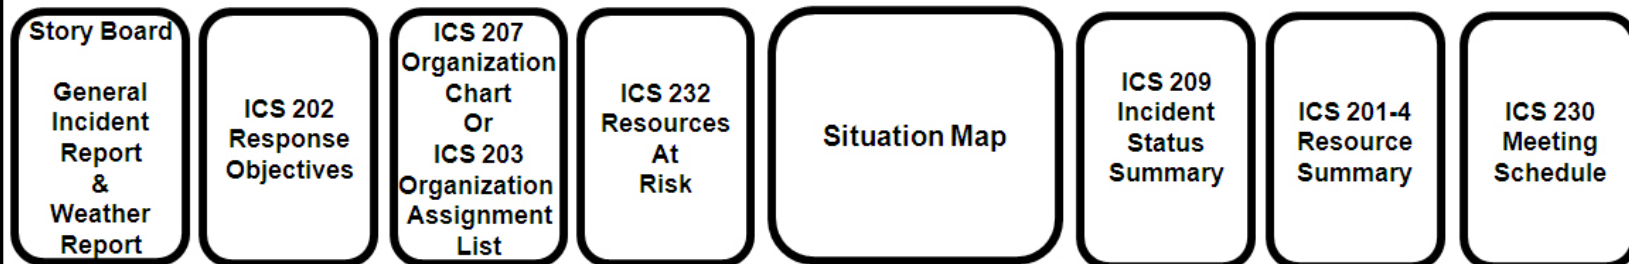 Story Board
General
Incident
Report
&
Weather
Report
ICS 202
Response
Objectives
ICS 207
Organization
Chart
Or
ICS 203
Organization
Assignment
List
ICS 232
Resources
At
Risk
Situation Map
ICS 209
Incident
Status
Summary
ICS 201-4
Resource
Summary
ICS 230
Meeting
Schedule